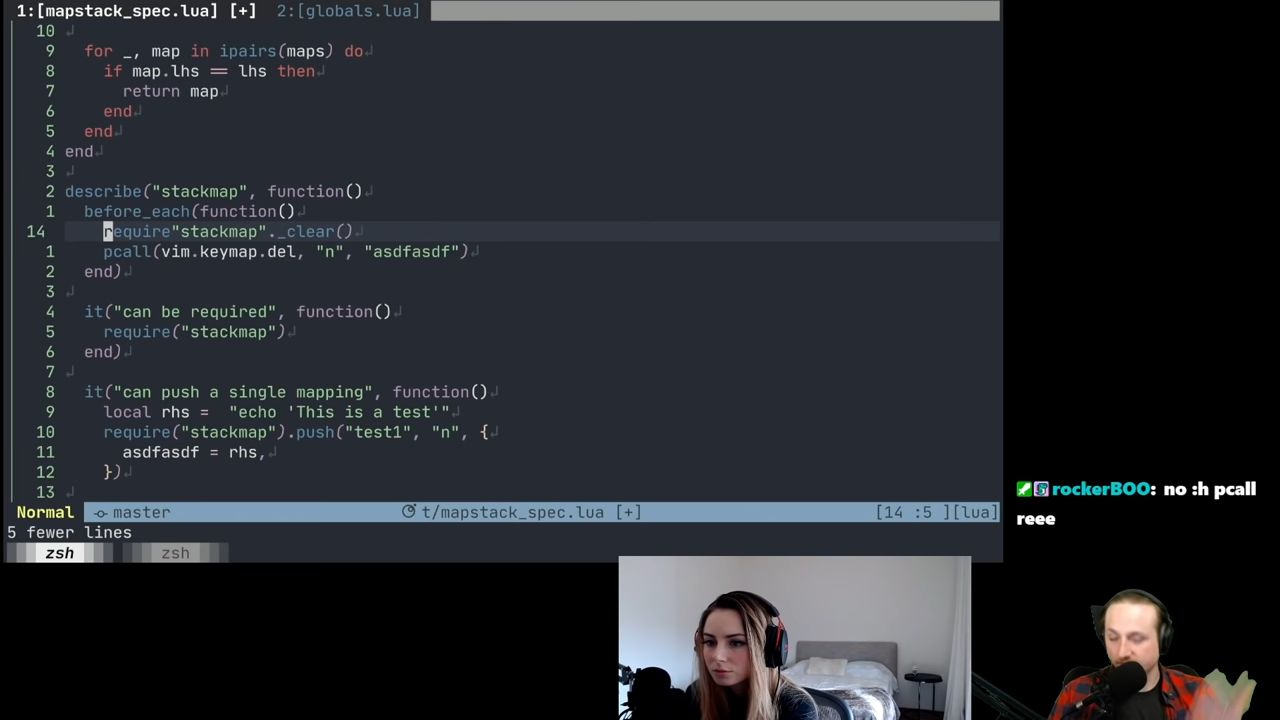 1:[mapstack_spec.lua] [+]  2:[globals.lua]
10
9 for _, map in ipairs(maps) do
8 if map.lhs == lhs then
7 return map
6 end
5 end
4 end
3
2 describe("stackmap", function()
1 before_each(function()
14 require"stackmap"._clear()
1 pcall(vim.keymap.del, "n", "asdfasdf")
2 end)
3
4 it("can be required", function()
5 require("stackmap")
6 end)
7
8 it("can push a single mapping", function()
9 local rhs =  "echo 'This is a test'"
10 require("stackmap").push("test1", "n", {
11 asdfasdf = rhs,
12 })
13
Normal master t/mapstack_spec.lua [+] [14 :5 ][lua]
5 fewer lines
zsh zsh
rockerBOO: no :h pcall
reee